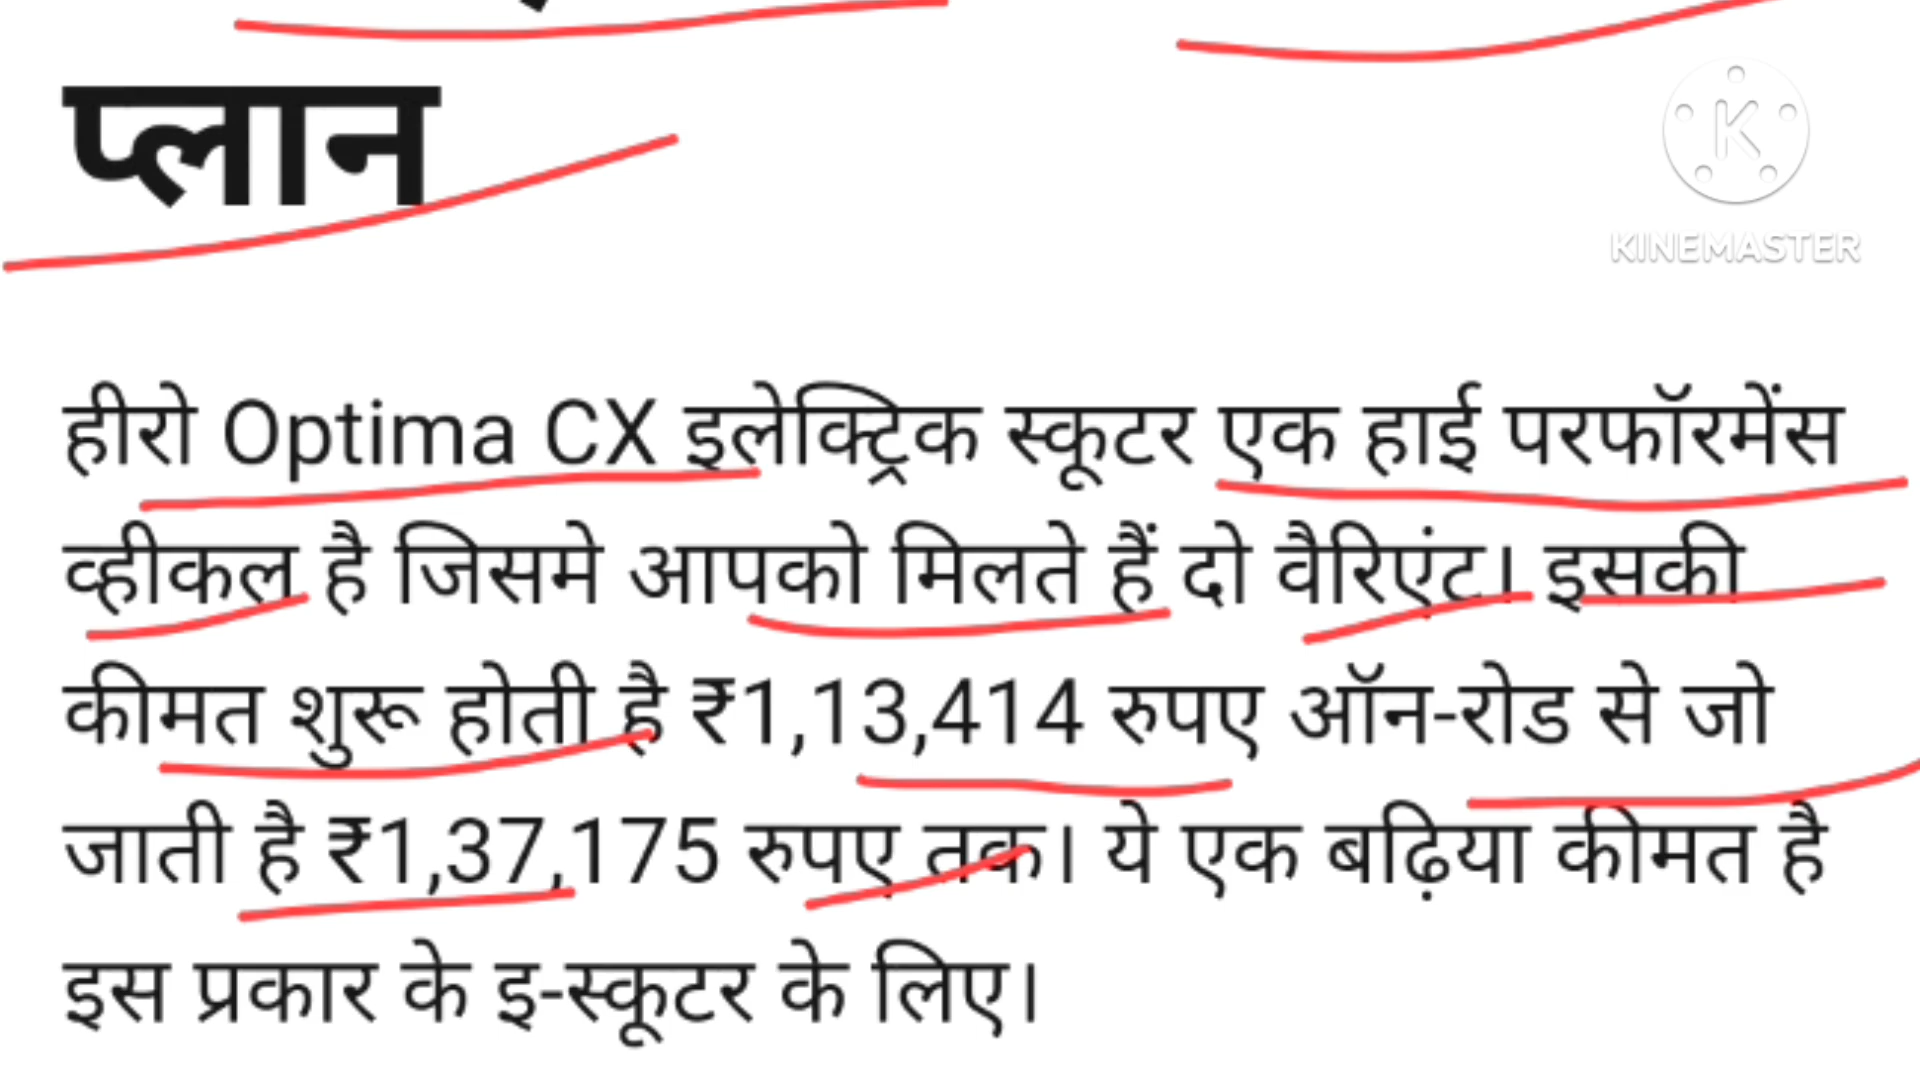 प्लान
K
KINEMASTER
हीरो Optima CX इलेक्ट्रिक स्कूटर एक हाई परफॉरमेंस
व्हीकल है जिसमे आपको मिलते हैं दो वैरिएंट। इसकी
कीमत शुरू होती है ₹1,13,414 रुपए ऑन-रोड से जो
जाती है ₹1,37,175 रुपए तक। ये एक बढ़िया कीमत है
इस प्रकार के इ-स्कूटर के लिए।